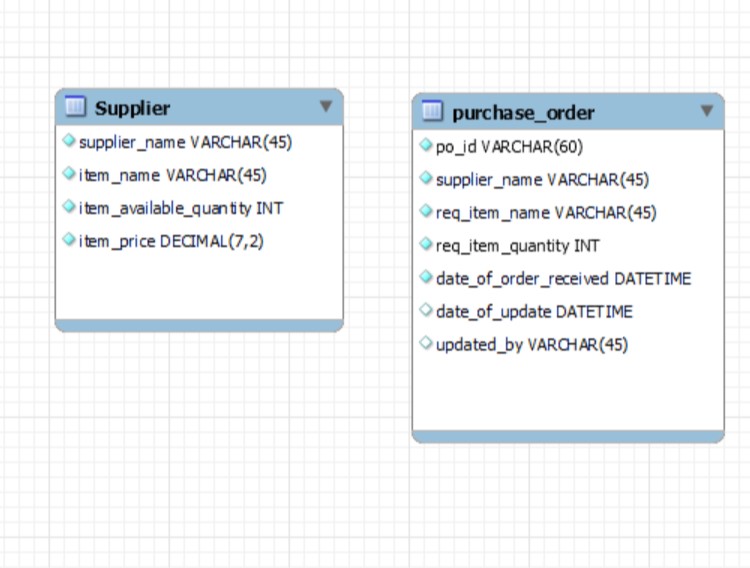 Supplier
supplier_name VARCHAR(45)
item_name VARCHAR(45)
item_available_quantity INT
item_price DECIMAL(7,2)
purchase_order
po_id VARCHAR(60)
supplier_name VARCHAR(45)
req_item_name VARCHAR(45)
req_item_quantity INT
date_of_order_received DATETIME
date_of_update DATETIME
updated_by VARCHAR(45)